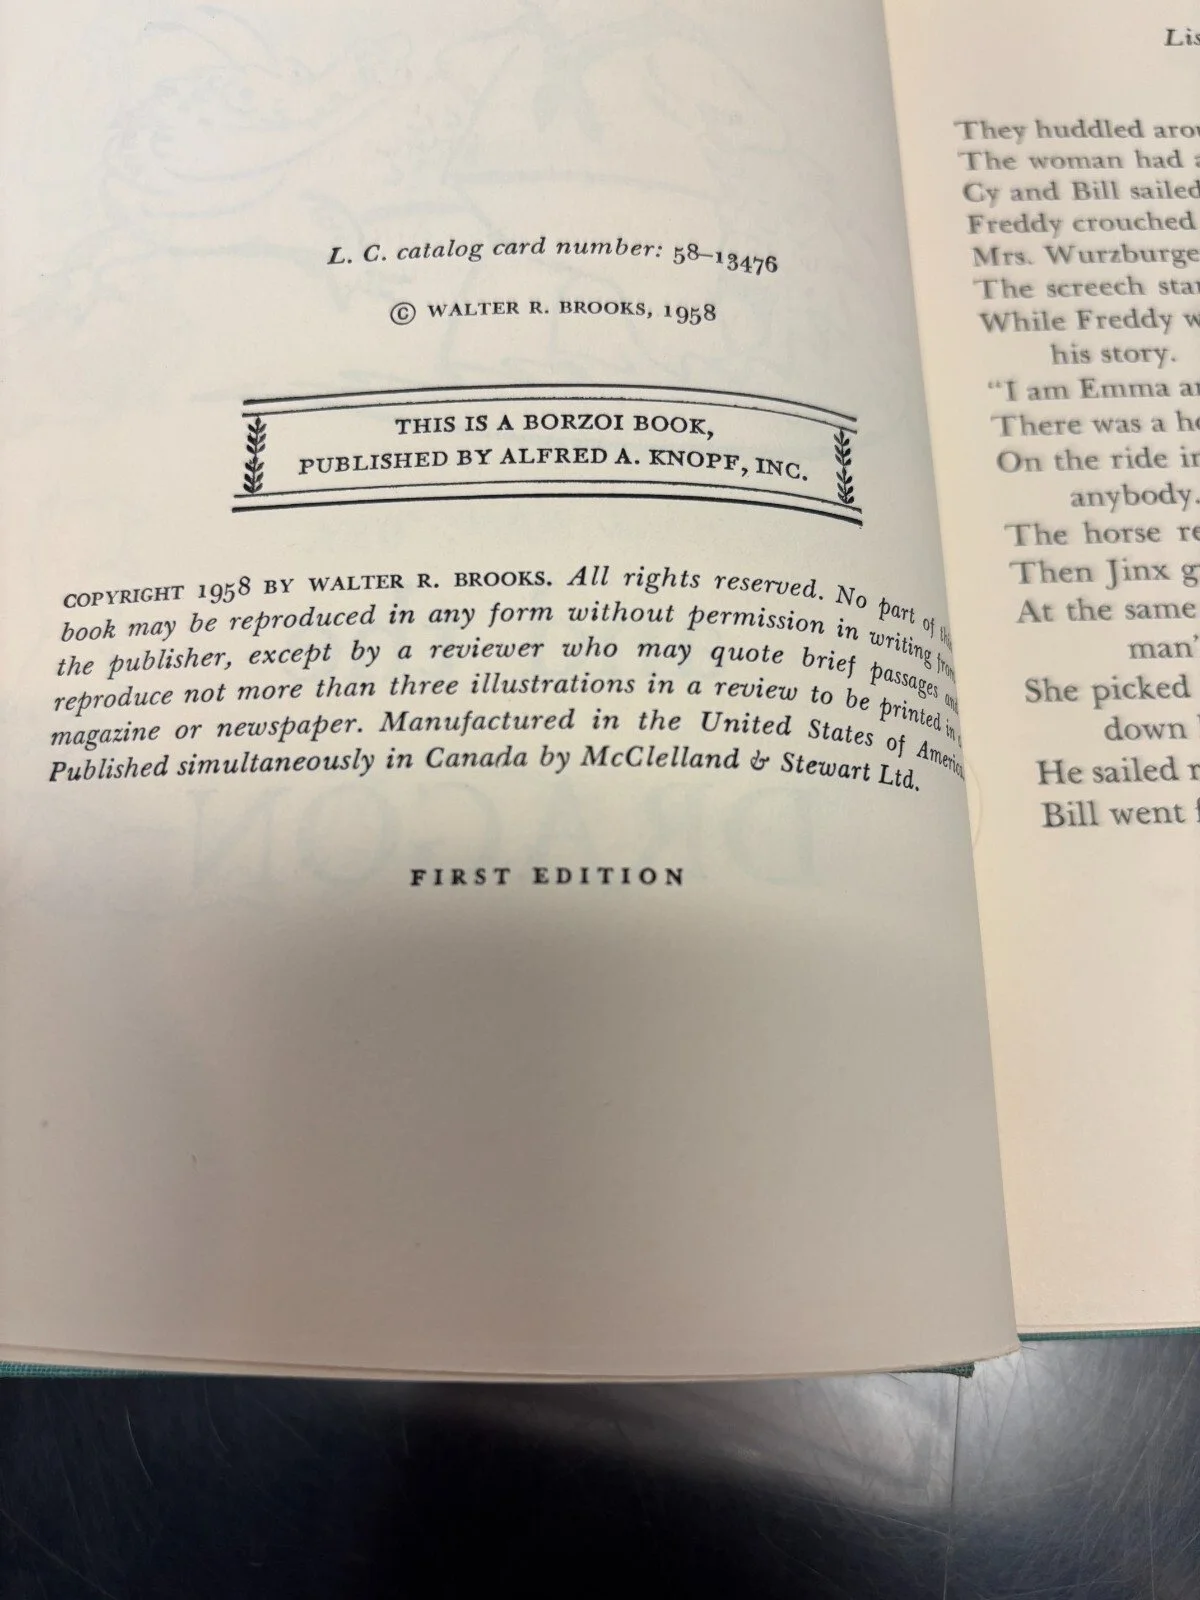 L. C. catalog card number: 58–13476
© WALTER R. BROOKS, 1958
THIS IS A BORZOI BOOK,
PUBLISHED BY ALFRED A. KNOPF, INC.
COPYRIGHT 1958 BY WALTER R. BROOKS. All rights reserved. No part of this
book may be reproduced in any form without permission in writing from
the publisher, except by a reviewer who may quote brief passages and
reproduce not more than three illustrations in a review to be printed in a
magazine or newspaper. Manufactured in the United States of America.
Published simultaneously in Canada by McClelland & Stewart Ltd.
FIRST EDITION
They huddled
The woman had
Cy and Bill sailed
Freddy crouched
Mrs.
The screech
While Freddy
his story.
"I am Emma
There was a
On the ride
anybody.
The horse
Then Jinx
At the same
She picked
down
He sailed
Bill went